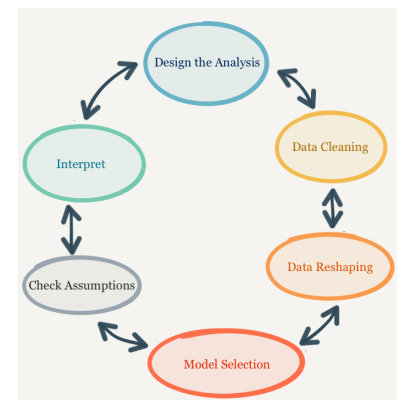 Design the Analysis
Data Cleaning
Data Reshaping
Model Selection
Check Assumptions
Interpret